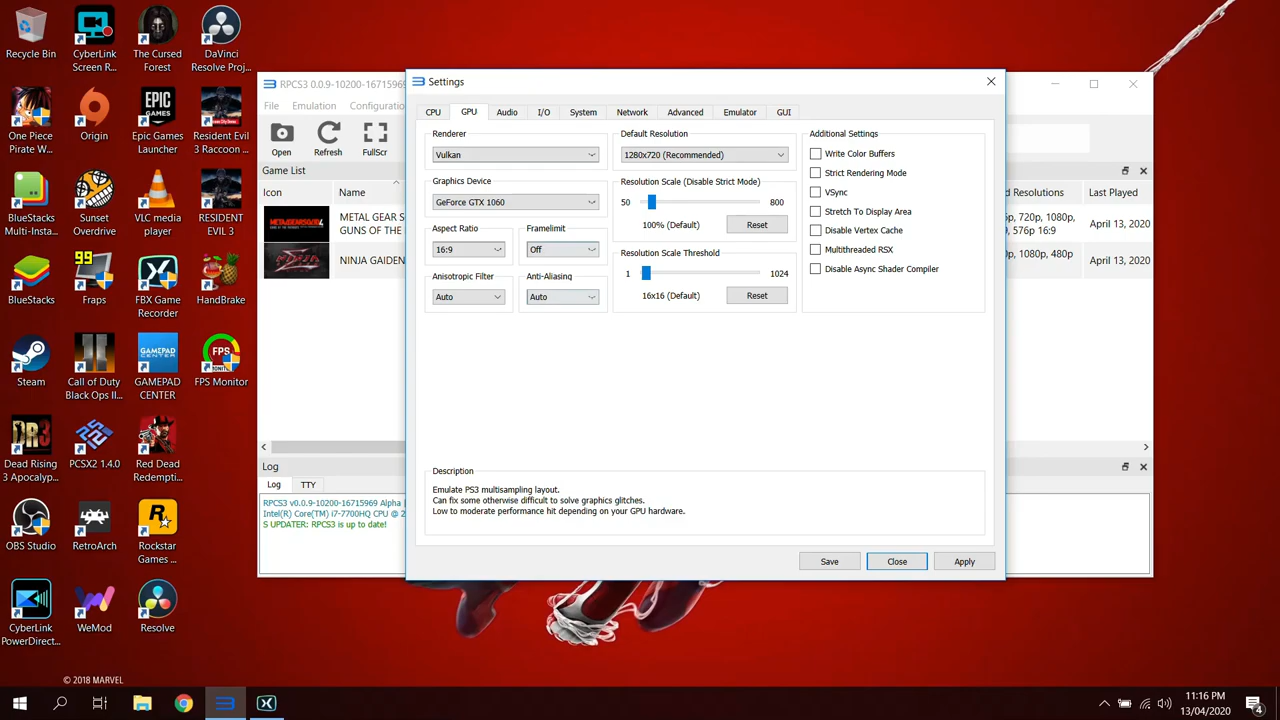 Recycle Bin
CyberLink Screen R...
The Cursed Forest
DaVinci Resolve Proj...
One Piece Pirate W...
Origin
EPIC GAMES
Epic Games Launcher
Resident Evil 3 Raccoon ...
BlueStacks Multi-Insta...
Sunset Overdrive
VLC media player
RESIDENT EVIL 3
BlueStacks
99
Fraps
FBX Game Recorder
HandBrake
Steam
II
Call of Duty Black Ops II...
GAMEPAD CENTER
GAMEPAD CENTER
FPS
FPS Monitor
DR3
Dead Rising 3 Apocalyp...
PCSX2 1.4.0
Red Dead Redempti...
OBS Studio
RetroArch
Rockstar Games ...
CyberLink PowerDirect...
WeMod
Resolve
© 2018 MARVEL
RPCS3 0.0.9-10200-16715969
File Emulation Configuratio
Open Refresh FullScr
Game List
Icon Name
METAL GEAR S
GUNS OF THE
NINJA GAIDEN
d Resolutions Last Played
p, 720p, 1080p,
, 576p 16:9
April 13, 2020
p, 1080p, 480p
April 13, 2020
Log
Log TTY
RPCS3 v0.0.9-10200-16715969 Alpha |
Intel(R) Core(TM) i7-7700HQ CPU @ 2
S UPDATER: RPCS3 is up to date!
Settings
CPU GPU Audio I/O System Network Advanced Emulator GUI
Renderer
Vulkan
Graphics Device
GeForce GTX 1060
Aspect Ratio
16:9
Framelimit
Off
Anisotropic Filter
Auto
Anti-Aliasing
Auto
Default Resolution
1280x720 (Recommended)
Resolution Scale (Disable Strict Mode)
50 800
100% (Default) Reset
Resolution Scale Threshold
1 1024
16x16 (Default) Reset
Additional Settings
Write Color Buffers
Strict Rendering Mode
VSync
Stretch To Display Area
Disable Vertex Cache
Multithreaded RSX
Disable Async Shader Compiler
Description
Emulate PS3 multisampling layout.
Can fix some otherwise difficult to solve graphics glitches.
Low to moderate performance hit depending on your GPU hardware.
Save Close Apply
11:16 PM
13/04/2020
4